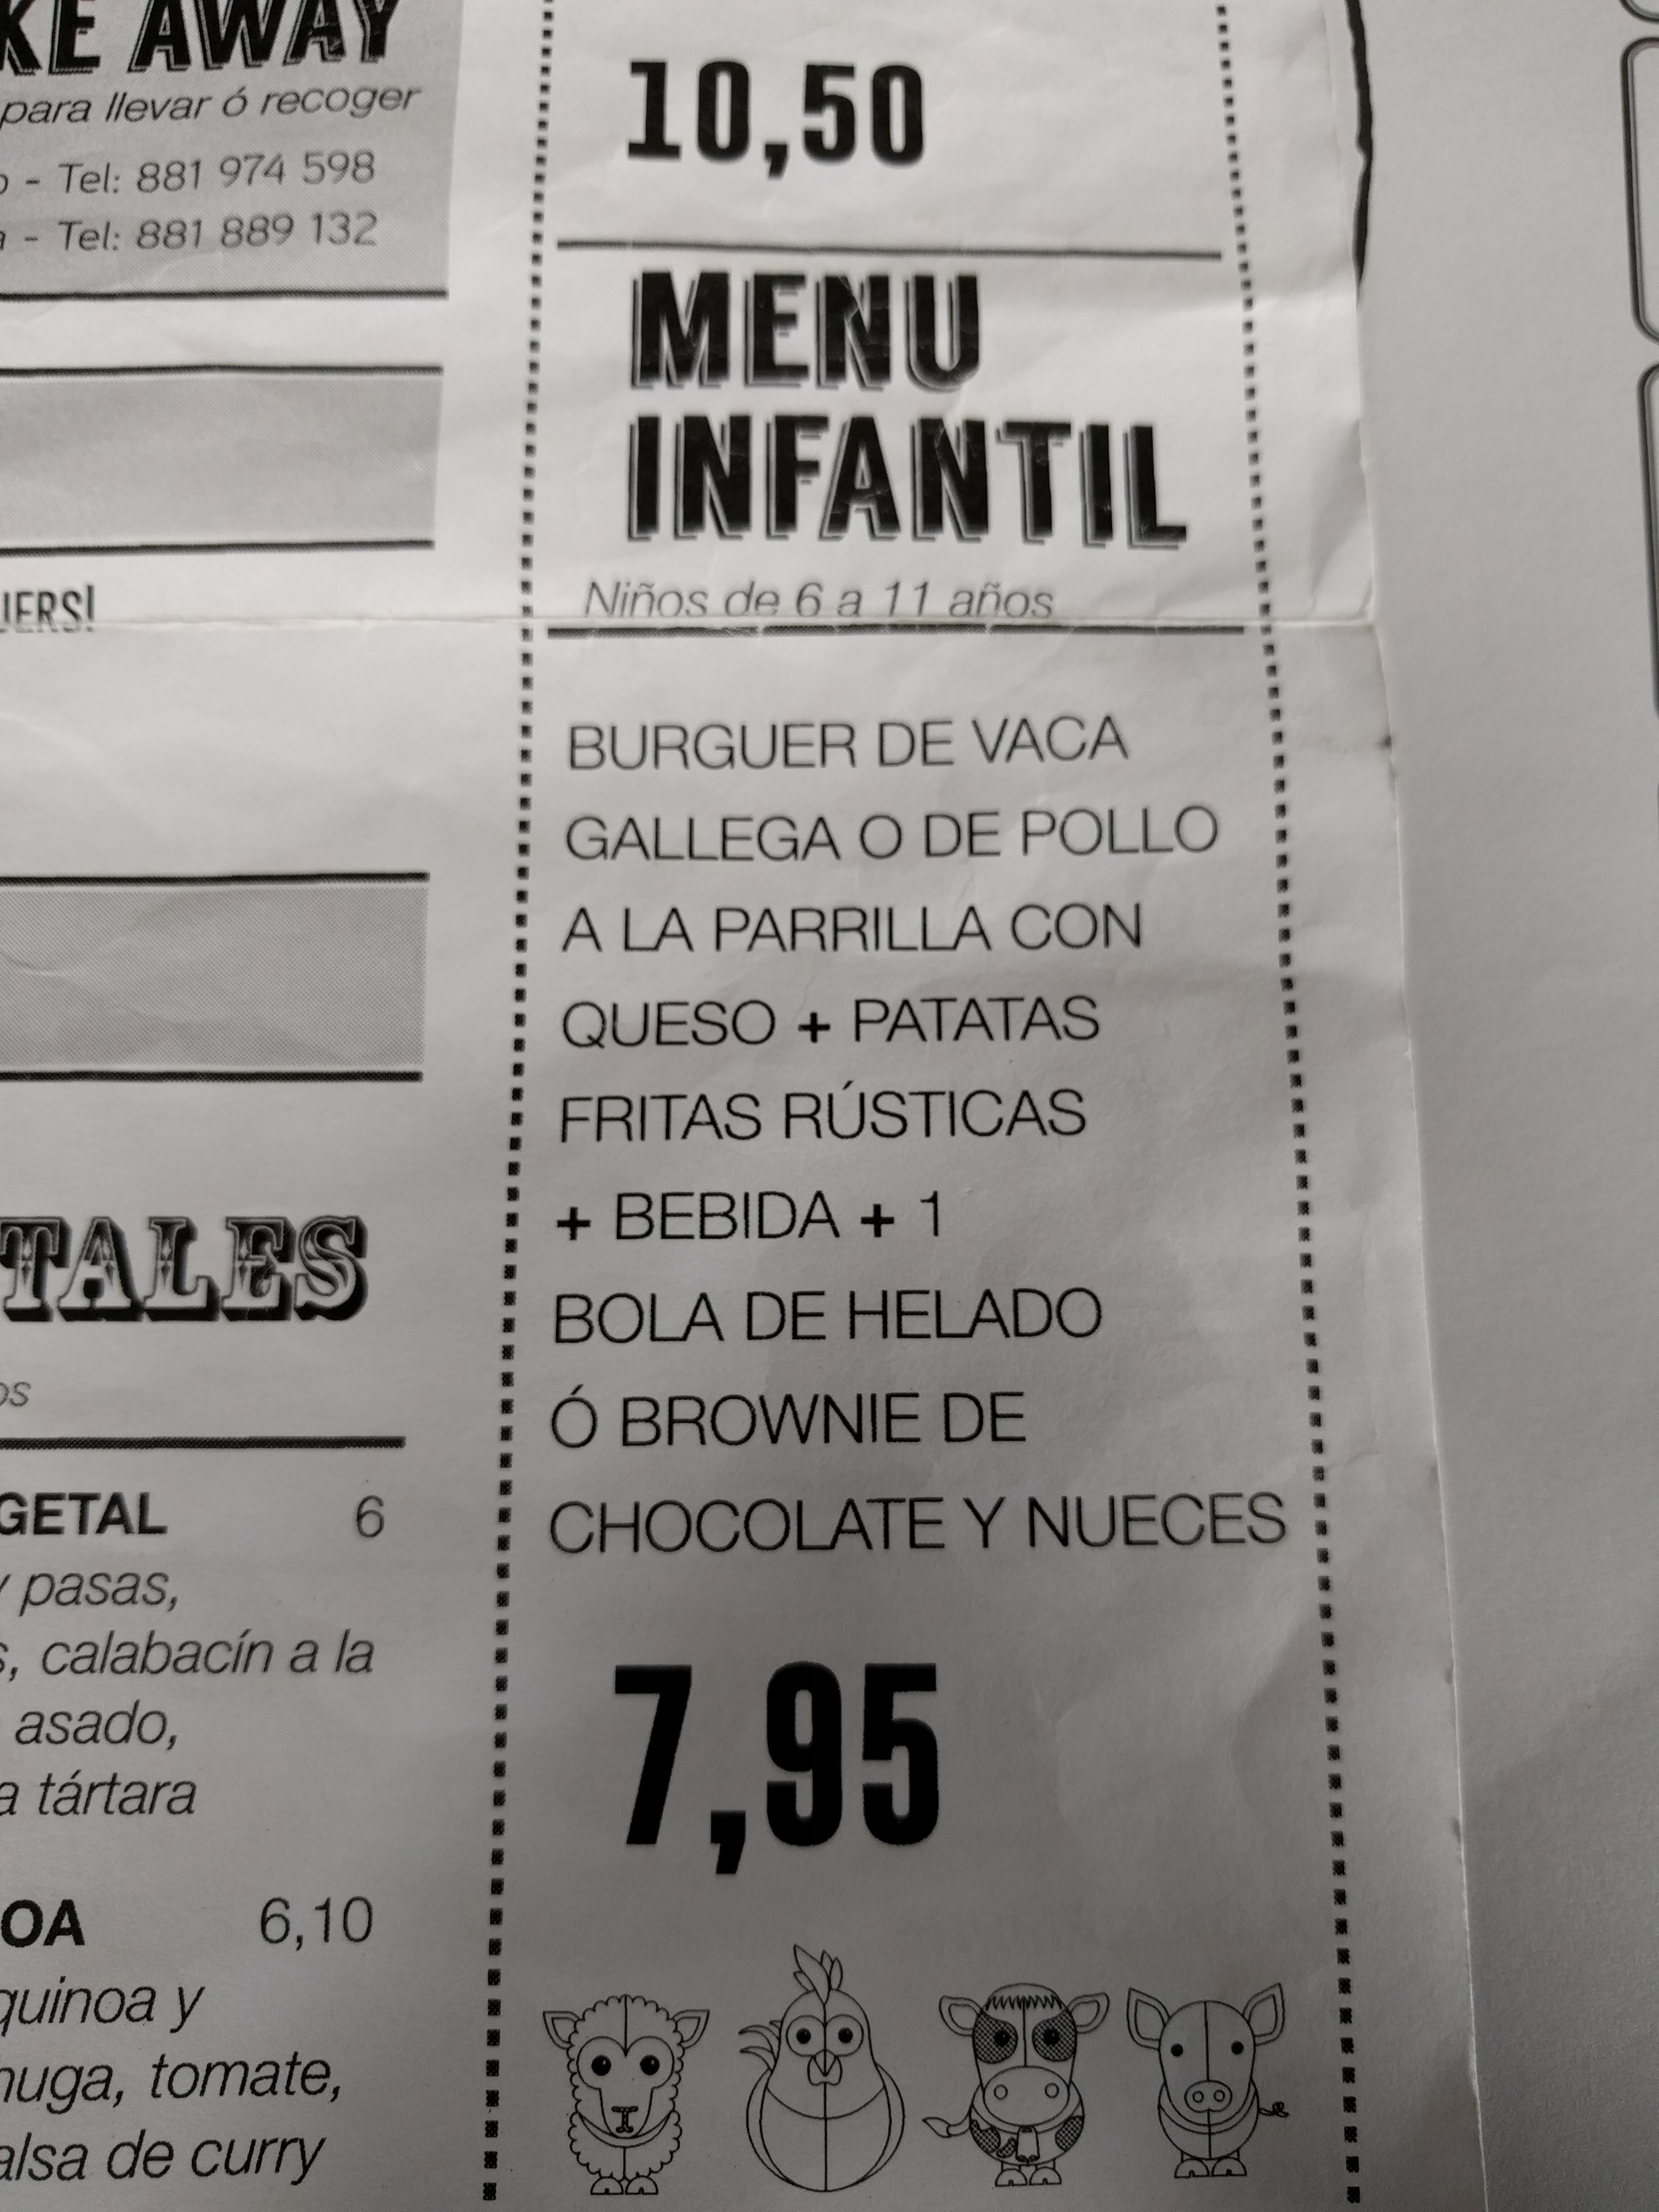 KE AWAY
para llevar ó recoger
- Tel: 881 974 598
- Tel: 881 889 132
10,50
MENU
INFANTIL
Niños de 6 a 11 años
BURGUER DE VACA
GALLEGA O DE POLLO
A LA PARRILLA CON
QUESO + PATATAS
FRITAS RÚSTICAS
+ BEBIDA + 1
BOLA DE HELADO
Ó BROWNIE DE
CHOCOLATE Y NUECES
7,95
TALES
GETAL 6
y pasas,
calabacín a la
asado,
tártara
OA 6,10
quinoa y
tomate,
de curry